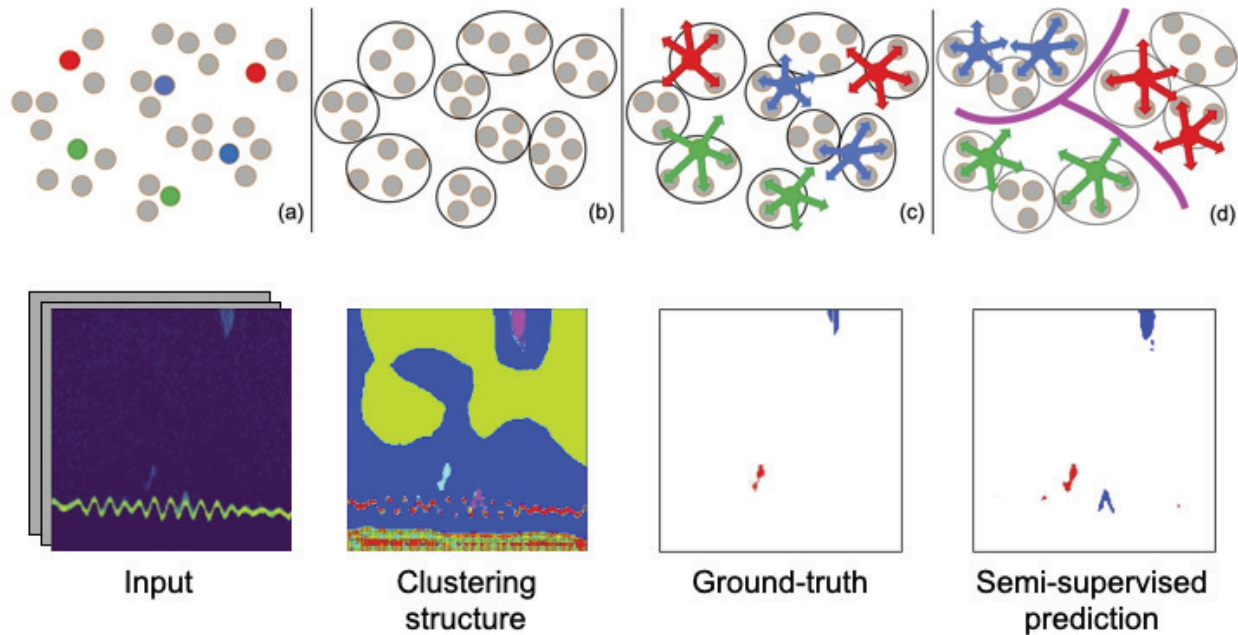 (a)
(b)
(c)
(d)
Input
Clustering
structure
Ground-truth
Semi-supervised
prediction